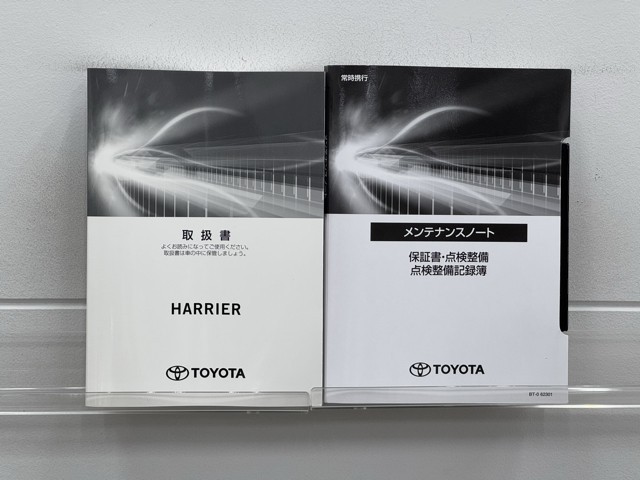 取扱書
よくお読みになってご使用ください。
取扱書は車の中に保管しましょう。
HARRIER
TOYOTA
常時携行
メンテナンスノート
保証書・点検整備
点検整備記録簿
TOYOTA
BT-0 62301